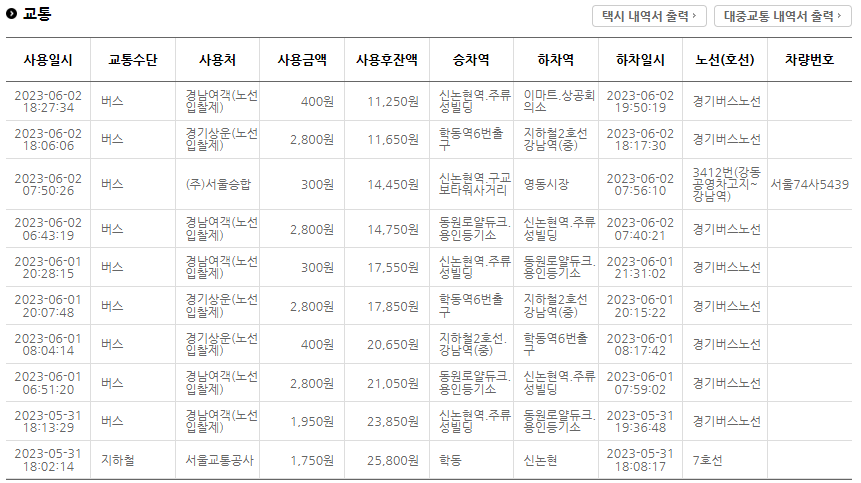 교통
택시 내역서 출력 ›
대중교통 내역서 출력 ›
사용일시 교통수단 사용처 사용금액 사용후잔액 승차역 하차역 하차일시 노선(호선) 차량번호
2023-06-02 18:27:34 버스 경남여객(노선입찰제) 400원 11,250원 신논현역.주류성빌딩 이마트.상공회의소 2023-06-02 19:50:19 경기버스노선
2023-06-02 18:06:06 버스 경기상운(노선입찰제) 2,800원 11,650원 학동역6번출구 지하철2호선강남역(중) 2023-06-02 18:17:30 경기버스노선
2023-06-02 07:50:26 버스 (주)서울승합 300원 14,450원 신논현역.구교보타워사거리 영동시장 2023-06-02 07:56:10 3412번(강동공영차고지~강남역) 서울74사5439
2023-06-02 06:43:19 버스 경남여객(노선입찰제) 2,800원 14,750원 동원로얄듀크.용인등기소 신논현역.주류성빌딩 2023-06-02 07:40:21 경기버스노선
2023-06-01 20:28:15 버스 경남여객(노선입찰제) 300원 17,550원 신논현역.주류성빌딩 동원로얄듀크.용인등기소 2023-06-01 21:31:02 경기버스노선
2023-06-01 20:07:48 버스 경기상운(노선입찰제) 2,800원 17,850원 학동역6번출구 지하철2호선강남역(중) 2023-06-01 20:15:22 경기버스노선
2023-06-01 08:04:14 버스 경기상운(노선입찰제) 400원 20,650원 지하철2호선.강남역(중) 학동역6번출구 2023-06-01 08:17:42 경기버스노선
2023-06-01 06:51:20 버스 경남여객(노선입찰제) 2,800원 21,050원 동원로얄듀크.용인등기소 신논현역.주류성빌딩 2023-06-01 07:59:02 경기버스노선
2023-05-31 18:13:29 버스 경남여객(노선입찰제) 1,950원 23,850원 신논현역.주류성빌딩 동원로얄듀크.용인등기소 2023-05-31 19:36:48 경기버스노선
2023-05-31 18:02:14 지하철 서울교통공사 1,750원 25,800원 학동 신논현 2023-05-31 18:08:17 7호선